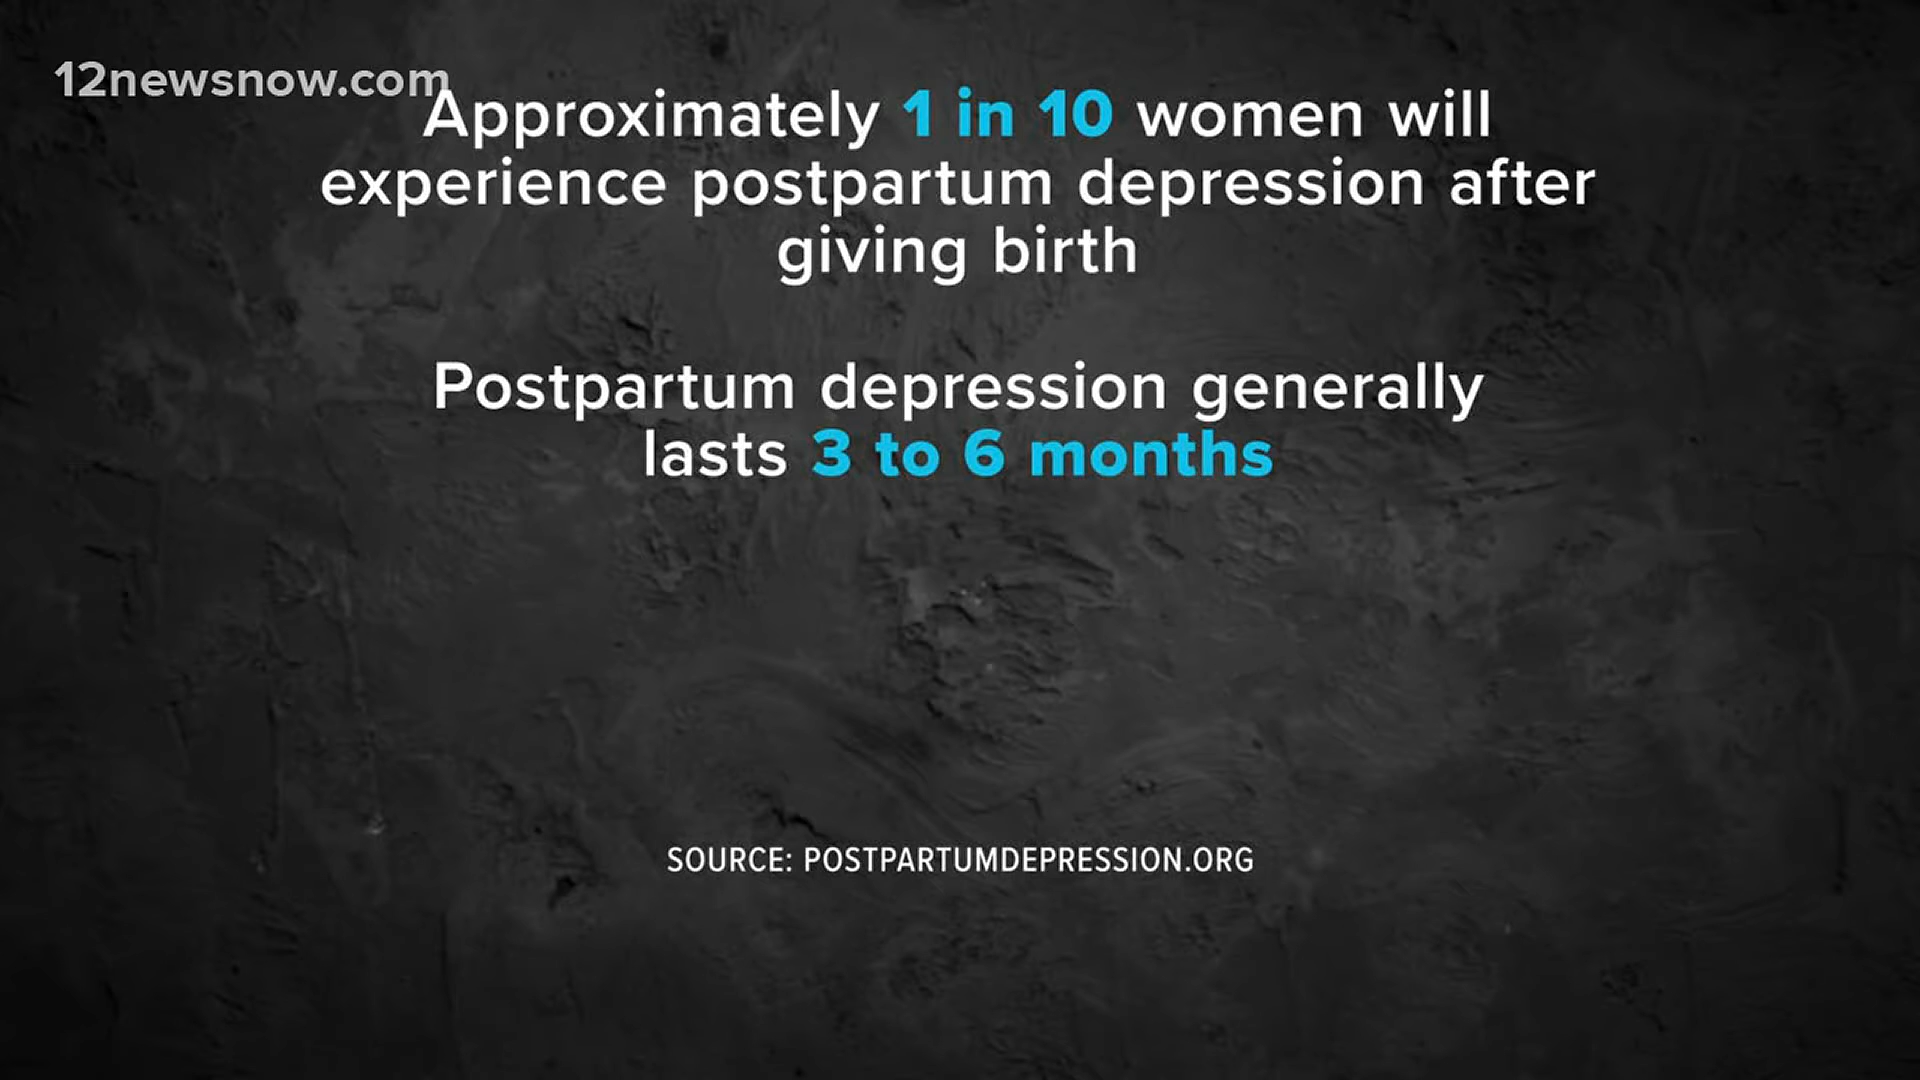 12newsnow.com
Approximately 1 in 10 women will
experience postpartum depression after
giving birth
Postpartum depression generally
lasts 3 to 6 months
SOURCE: POSTPARTUMDEPRESSION.ORG